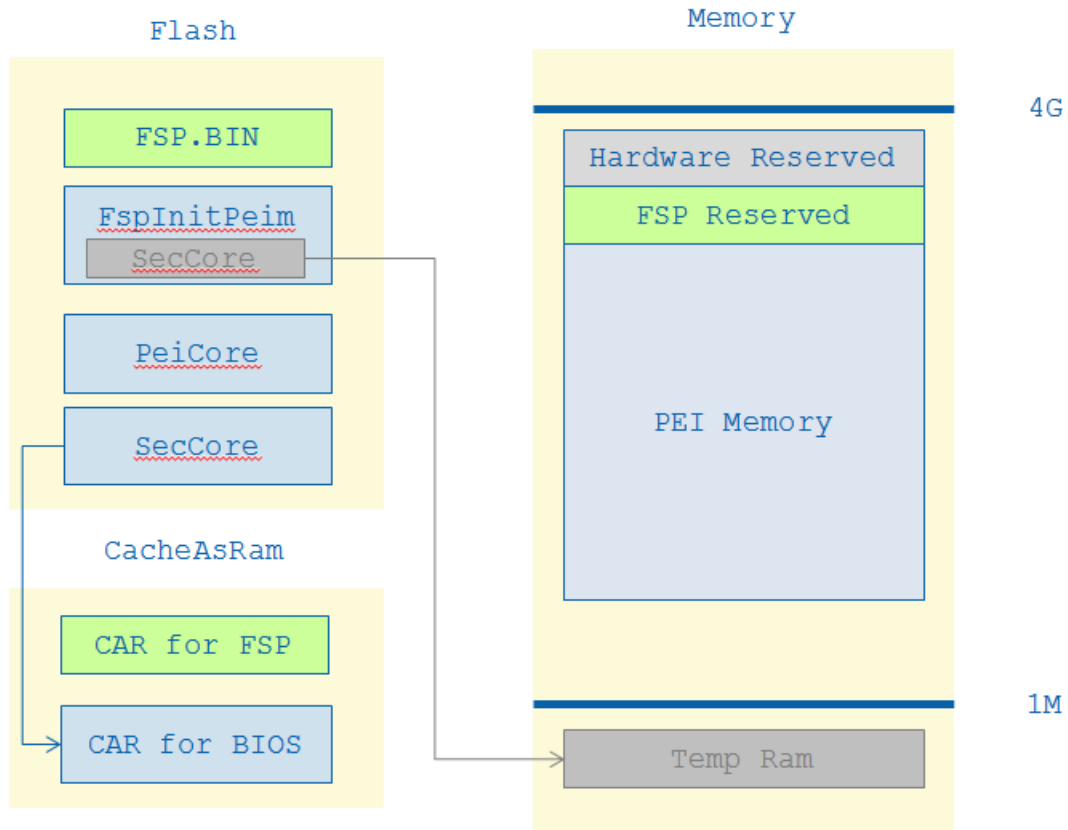 Flash
FSP.BIN
FspInitPeim
SecCore
PeiCore
SecCore
CacheAsRam
CAR for FSP
CAR for BIOS
Memory
4G
Hardware Reserved
FSP Reserved
PEI Memory
1M
Temp Ram